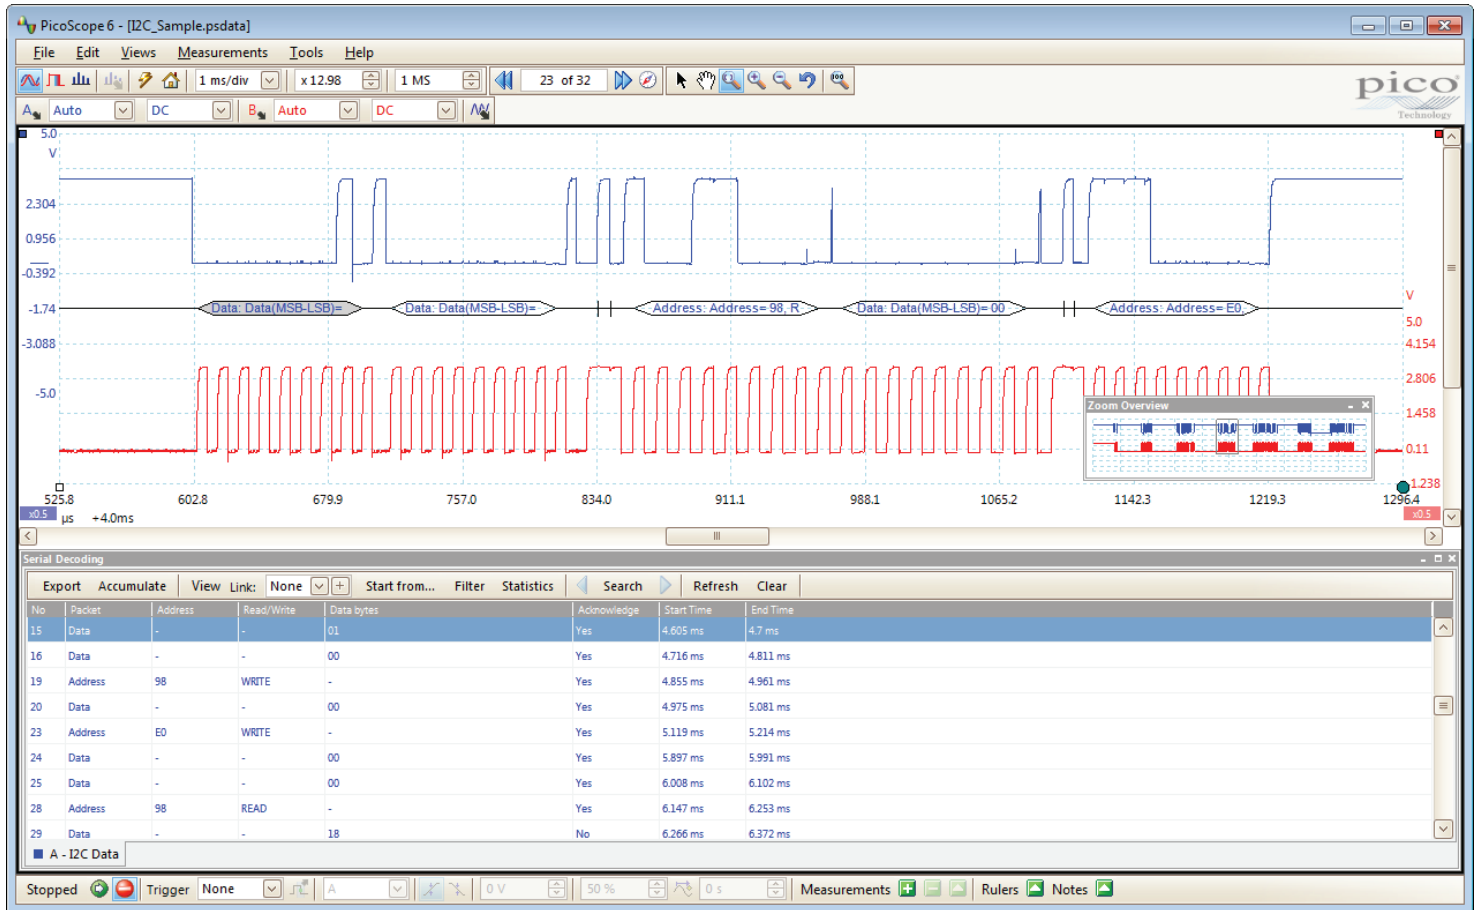 PicoScope 6 - [I2C_Sample.psdata]
File Edit Views Measurements Tools Help
1 ms/div x 12.98 1 MS 23 of 32
pico
Technology
A Auto DC B Auto DC
5.0
V
2.304
0.956
-0.392
-1.74
-3.088
-5.0
Data: Data(MSB-LSB)= Data: Data(MSB-LSB)= Address: Address= 98, R Data: Data(MSB-LSB)= 00 Address: Address= E0,
V
5.0
4.154
2.806
1.458
0.11
-1.238
Zoom Overview
525.8 602.8 679.9 757.0 834.0 911.1 988.1 1065.2 1142.3 1219.3 1296.4
x0.5 µs +4.0ms x0.5
Serial Decoding
Export Accumulate View Link: None Start from... Filter Statistics Search Refresh Clear
No Packet Address Read/Write Data bytes Acknowledge Start Time End Time
15 Data - - 01 Yes 4.605 ms 4.7 ms
16 Data - - 00 Yes 4.716 ms 4.811 ms
19 Address 98 WRITE - Yes 4.855 ms 4.961 ms
20 Data - - 00 Yes 4.975 ms 5.081 ms
23 Address E0 WRITE - Yes 5.119 ms 5.214 ms
24 Data - - 00 Yes 5.897 ms 5.991 ms
25 Data - - 00 Yes 6.008 ms 6.102 ms
28 Address 98 READ - Yes 6.147 ms 6.253 ms
29 Data - - 18 No 6.266 ms 6.372 ms
A - I2C Data
Stopped Trigger None A 0 V 50 % 0 s Measurements Rulers Notes